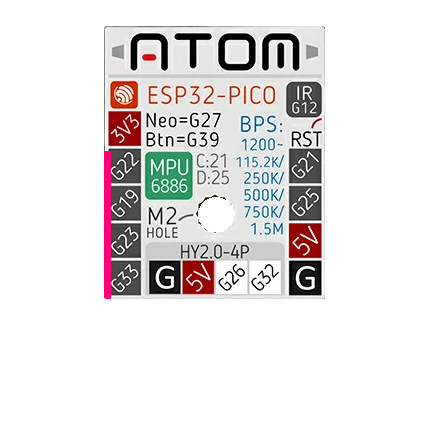 ATOM
ESP32-PICO
IR
G12
3V3
Neo=G27
Btn=G39
BPS:
1200~
115.2K/
250K/
500K/
750K/
1.5M
RST
G22
MPU
6886
C:21
D:25
G21
G19
G25
M2
HOLE
G23
5V
HY2.0-4P
G33
G
5V
G26
G32
G